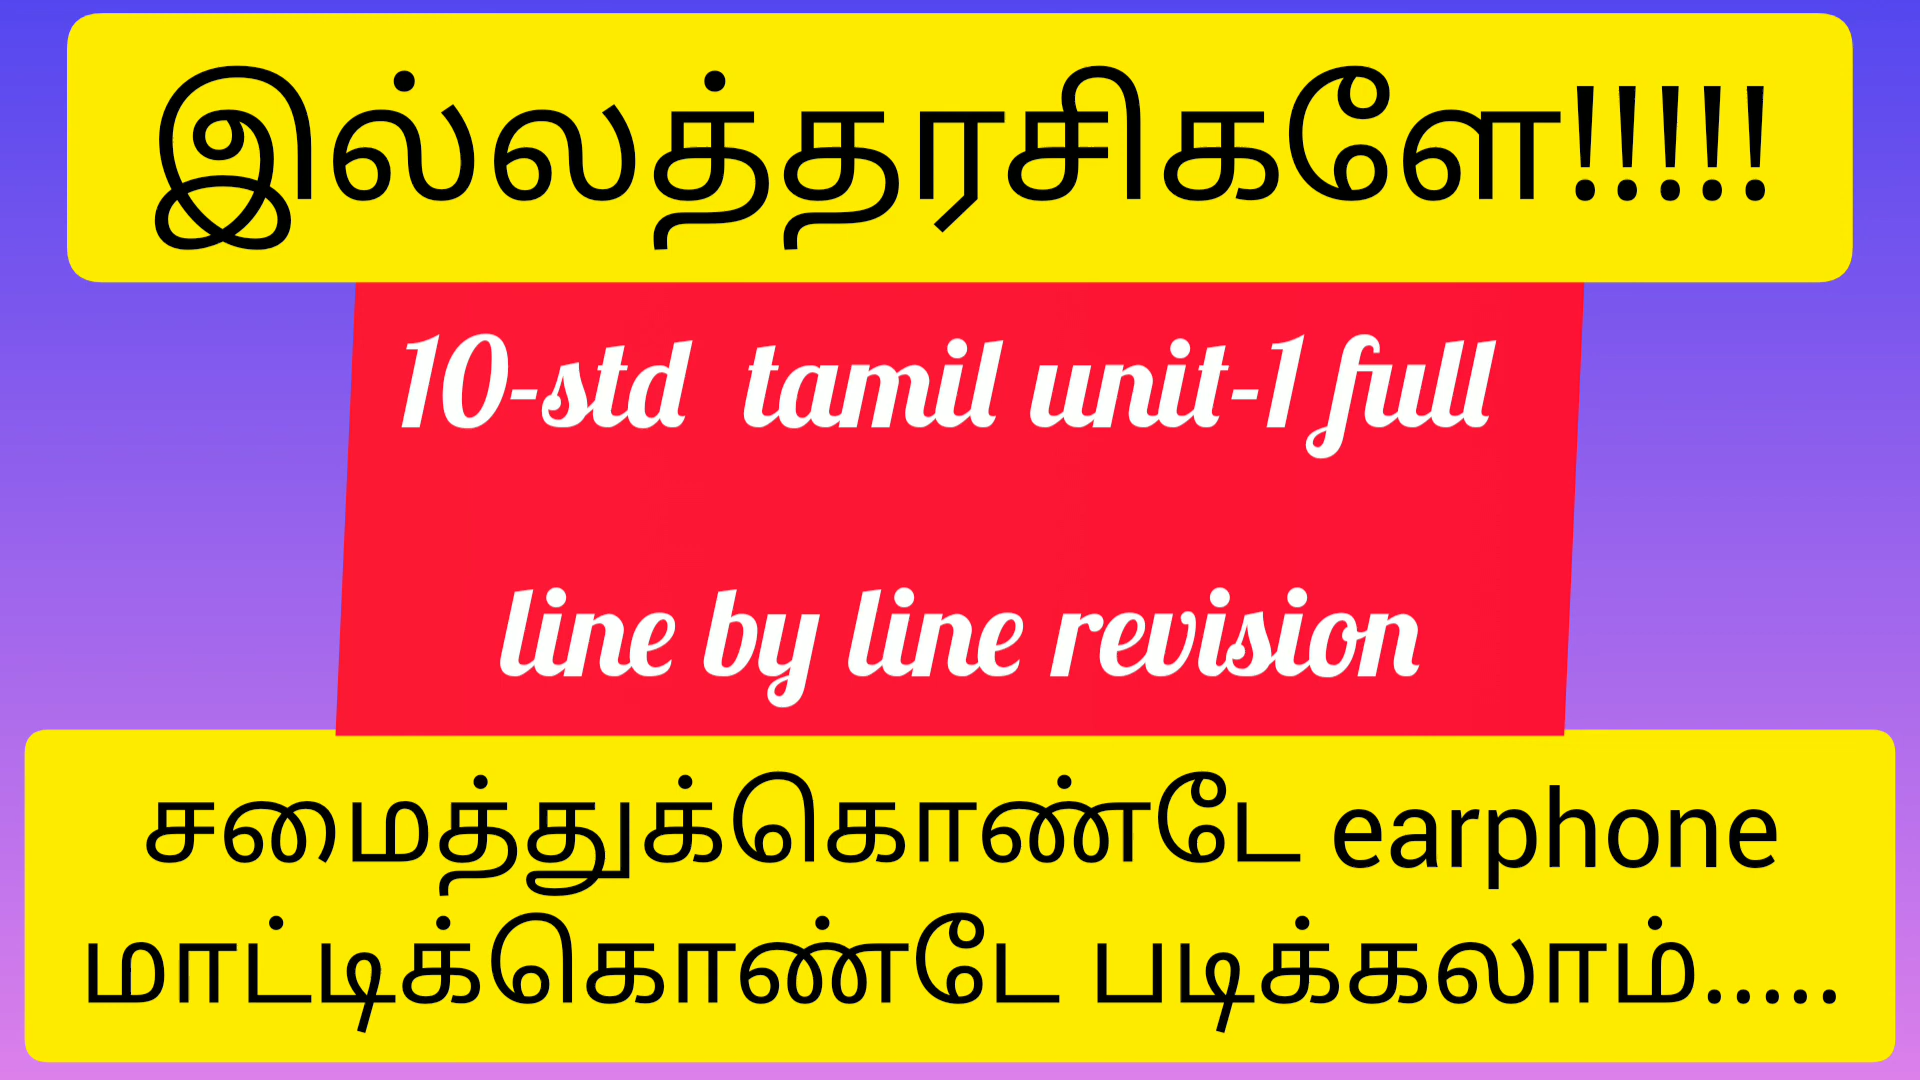 இல்லத்தரசிகளே!!!!!
10-std tamil unit-1 full
line by line revision
சமைத்துக்கொண்டே earphone
மாட்டிக்கொண்டே படிக்கலாம்.....